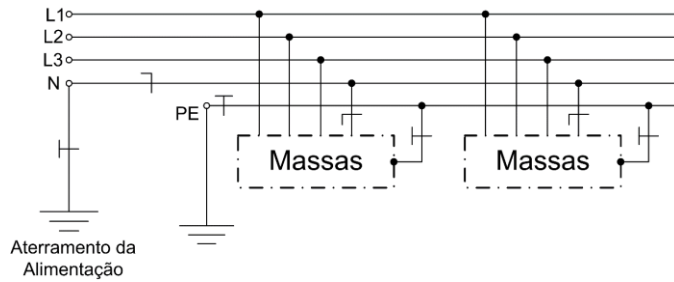 L1
L2
L3
N
PE
Massas
Massas
Aterramento da
Alimentação